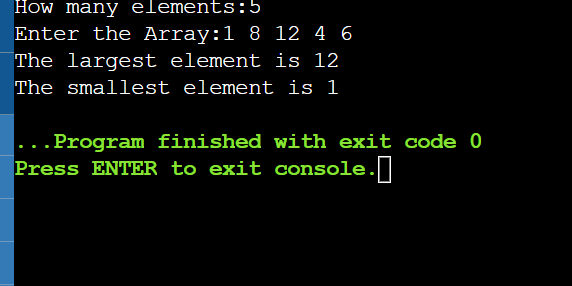 How many elements:5
Enter the Array:1 8 12 4 6
The largest element is 12
The smallest element is 1
...Program finished with exit code 0
Press ENTER to exit console.